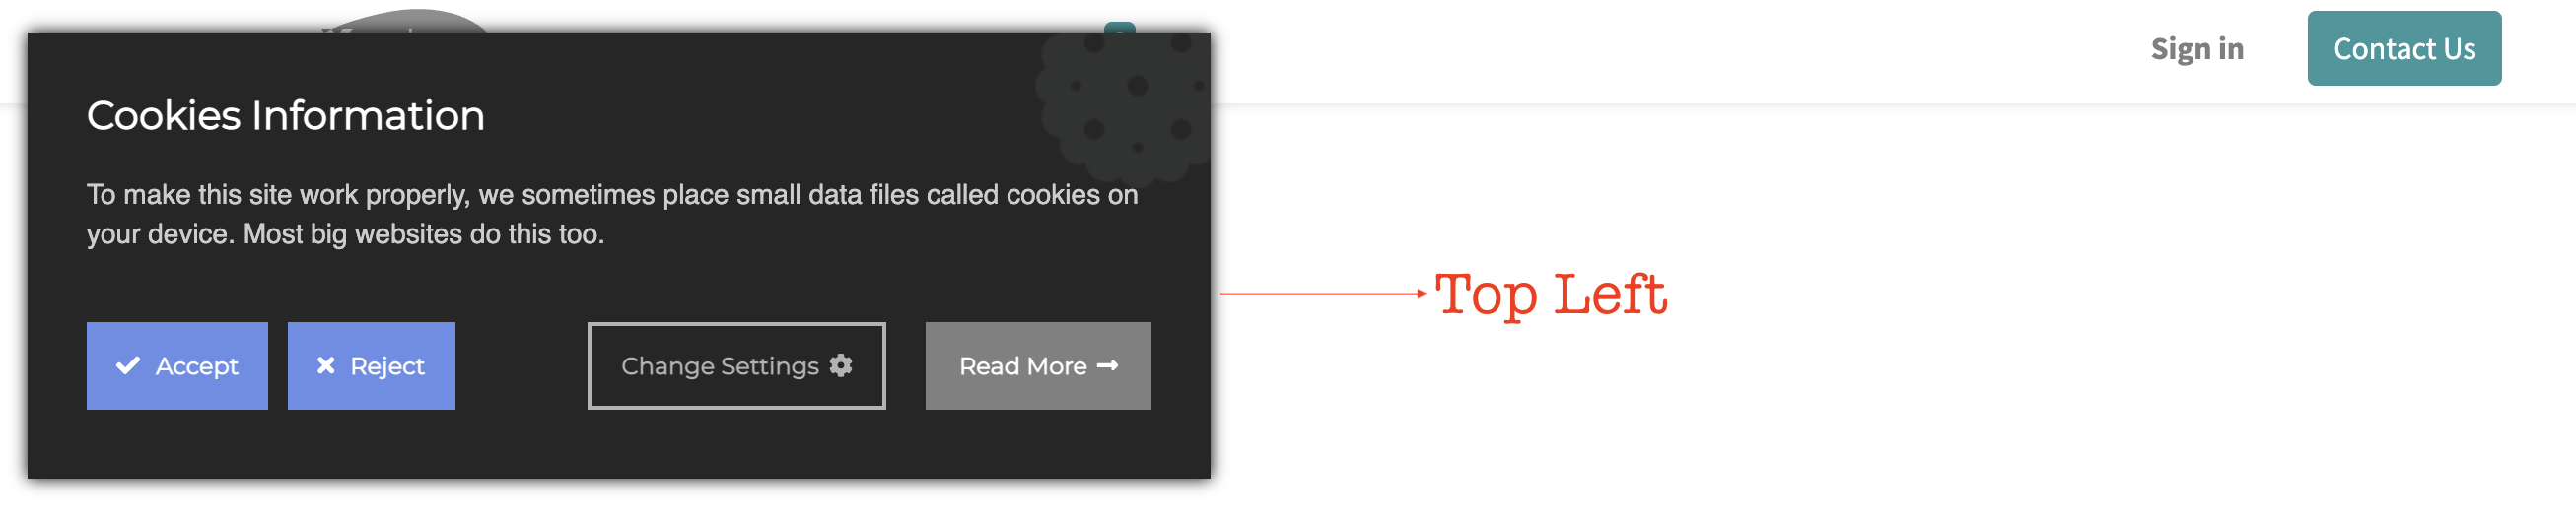 Sign in
Contact Us
Cookies Information
To make this site work properly, we sometimes place small data files called cookies on
your device. Most big websites do this too.
Top Left
Accept
Reject
Change Settings
Read More